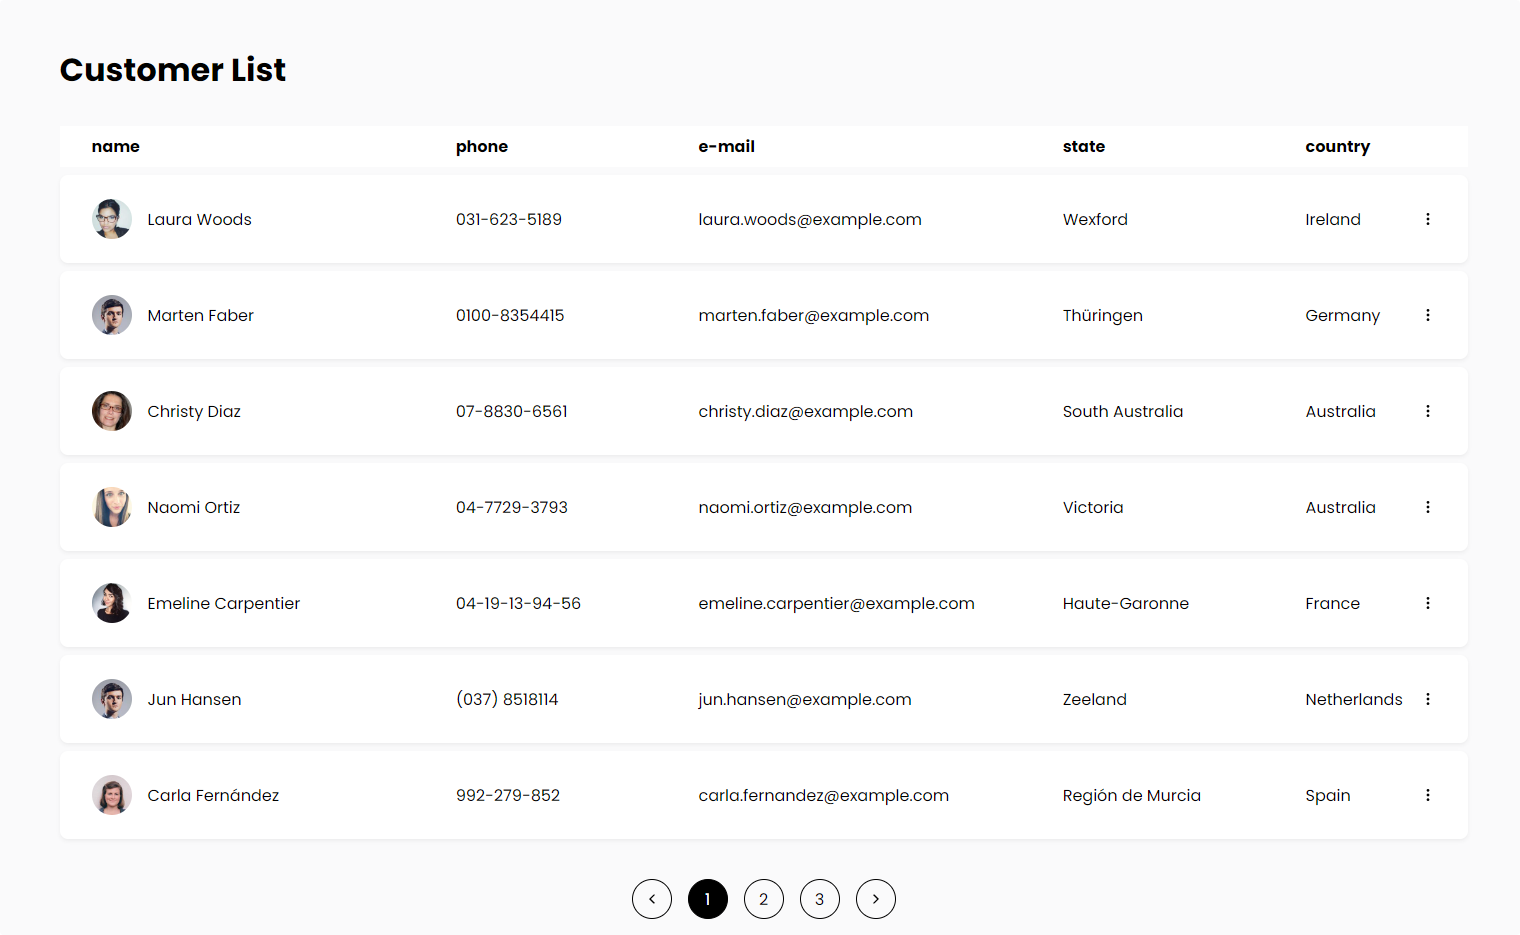 Customer List
name phone e-mail state country
Laura Woods 031-623-5189 laura.woods@example.com Wexford Ireland
Marten Faber 0100-8354415 marten.faber@example.com Thüringen Germany
Christy Diaz 07-8830-6561 christy.diaz@example.com South Australia Australia
Naomi Ortiz 04-7729-3793 naomi.ortiz@example.com Victoria Australia
Emeline Carpentier 04-19-13-94-56 emeline.carpentier@example.com Haute-Garonne France
Jun Hansen (037) 8518114 jun.hansen@example.com Zeeland Netherlands
Carla Fernández 992-279-852 carla.fernandez@example.com Región de Murcia Spain
1 2 3